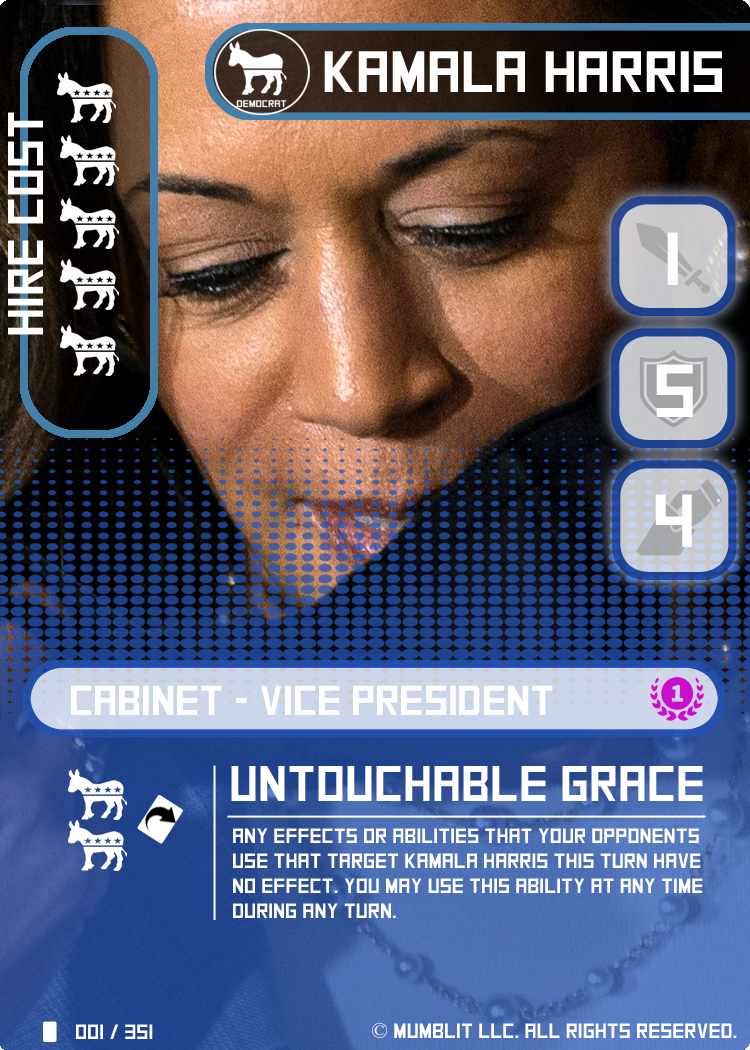 KAMALA HARRIS
DEMOCRAT
HIRE COST
1
5
4
CABINET - VICE PRESIDENT
1
UNTOUCHABLE GRACE
ANY EFFECTS OR ABILITIES THAT YOUR OPPONENTS
USE THAT TARGET KAMALA HARRIS THIS TURN HAVE
NO EFFECT. YOU MAY USE THIS ABILITY AT ANY TIME
DURING ANY TURN.
001 / 351
© MUMBLIT LLC. ALL RIGHTS RESERVED.